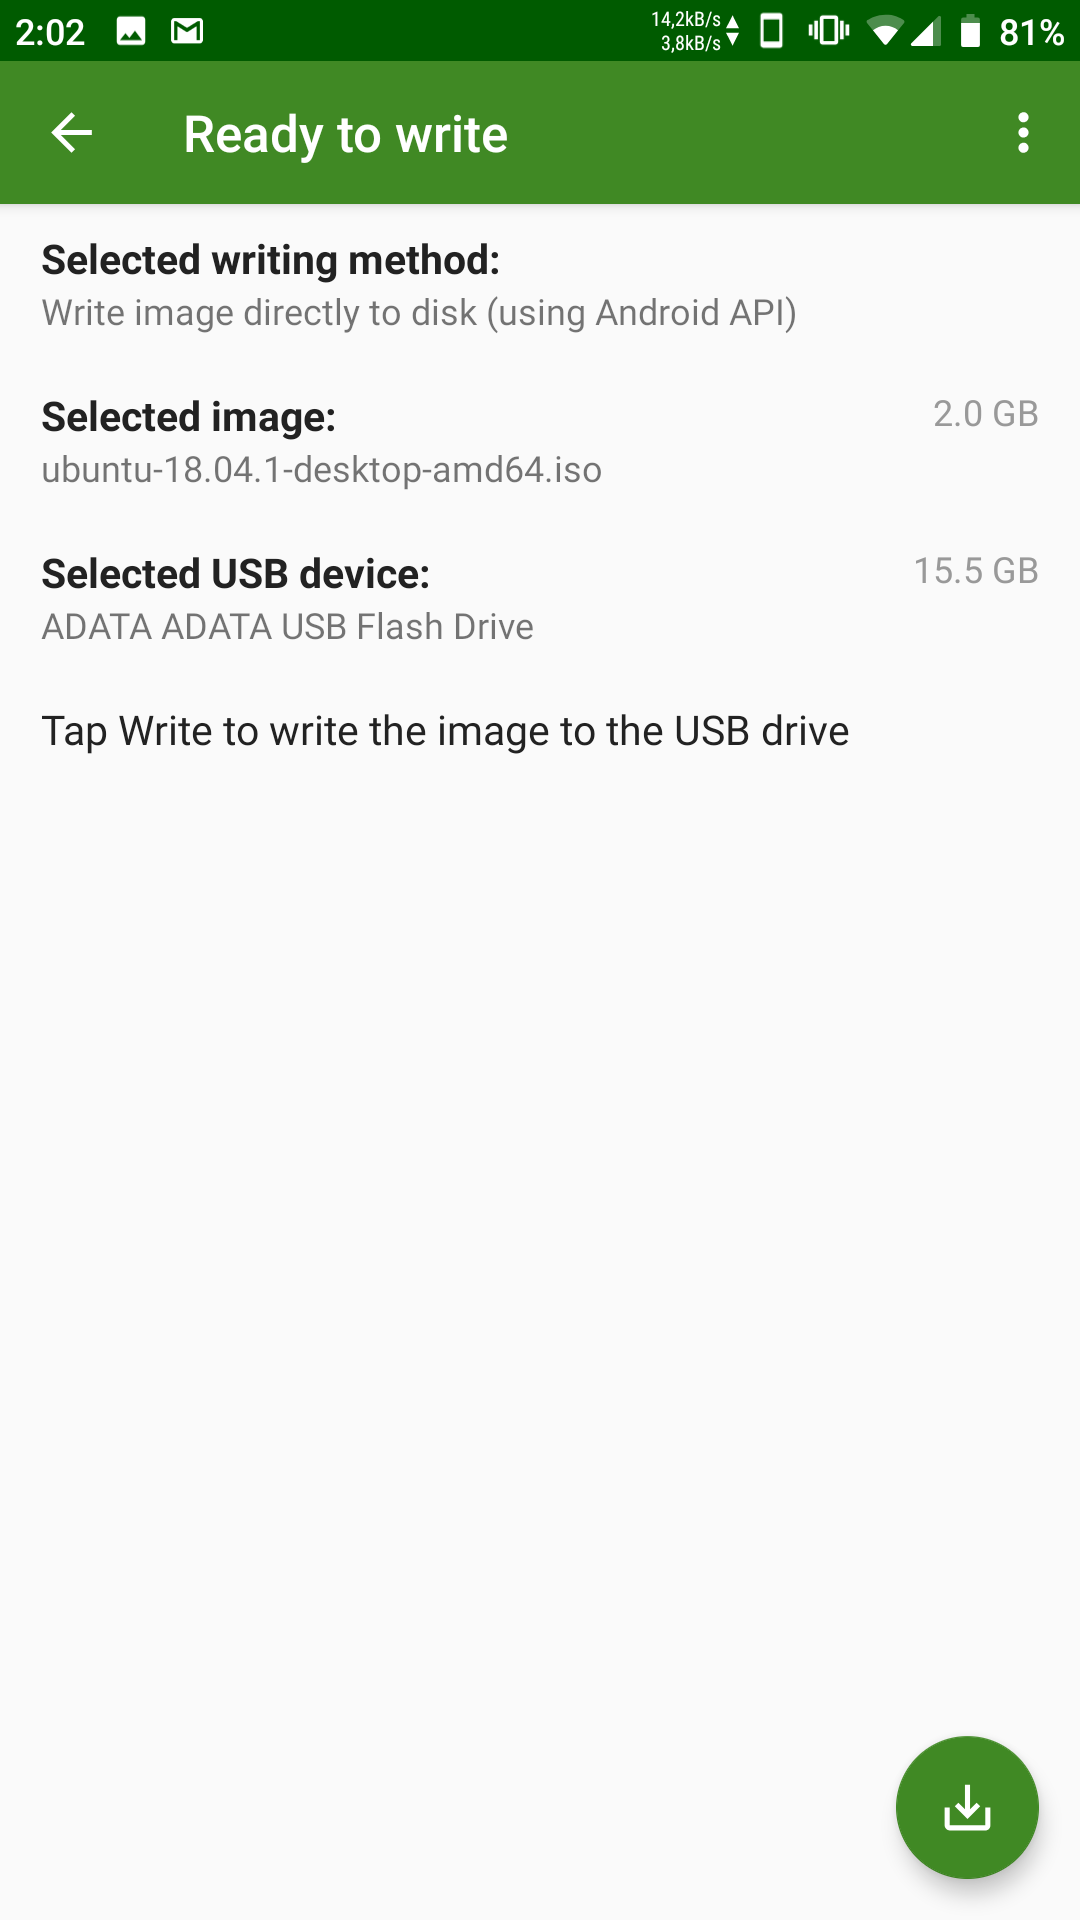 2:02 14,2kB/s 81%
3,8kB/s
Ready to write
Selected writing method:
Write image directly to disk (using Android API)
Selected image: 2.0 GB
ubuntu-18.04.1-desktop-amd64.iso
Selected USB device: 15.5 GB
ADATA ADATA USB Flash Drive
Tap Write to write the image to the USB drive